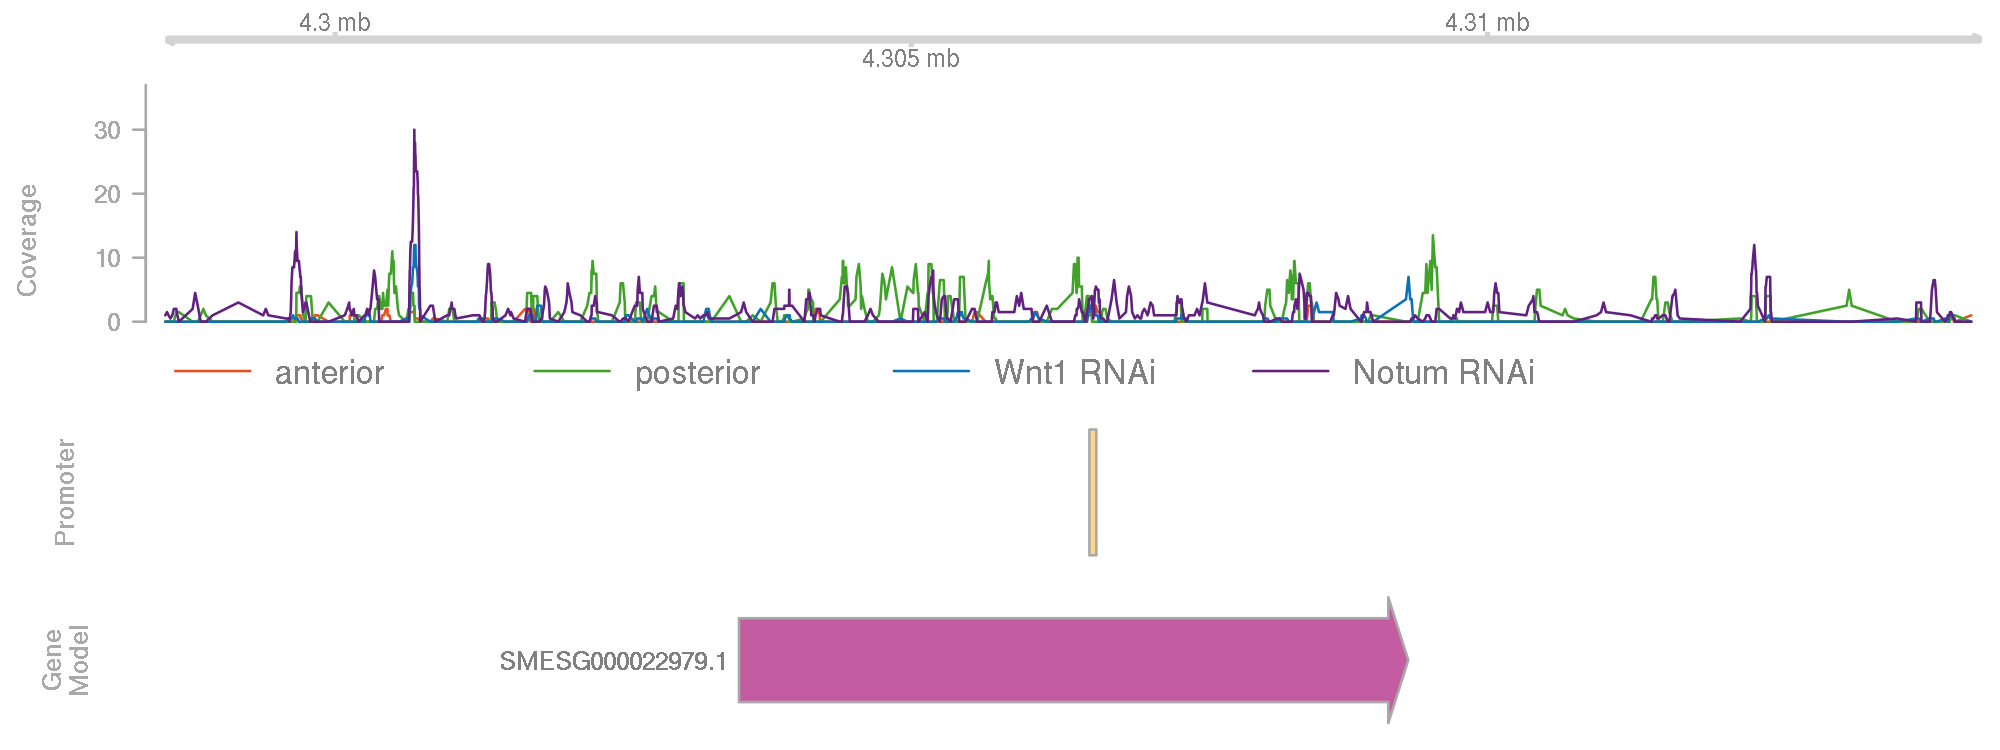 4.3 mb
4.31 mb
4.305 mb
Coverage
30
20
10
0
anterior
posterior
Wnt1 RNAi
Notum RNAi
Promoter
Gene
Model
SMESG000022979.1